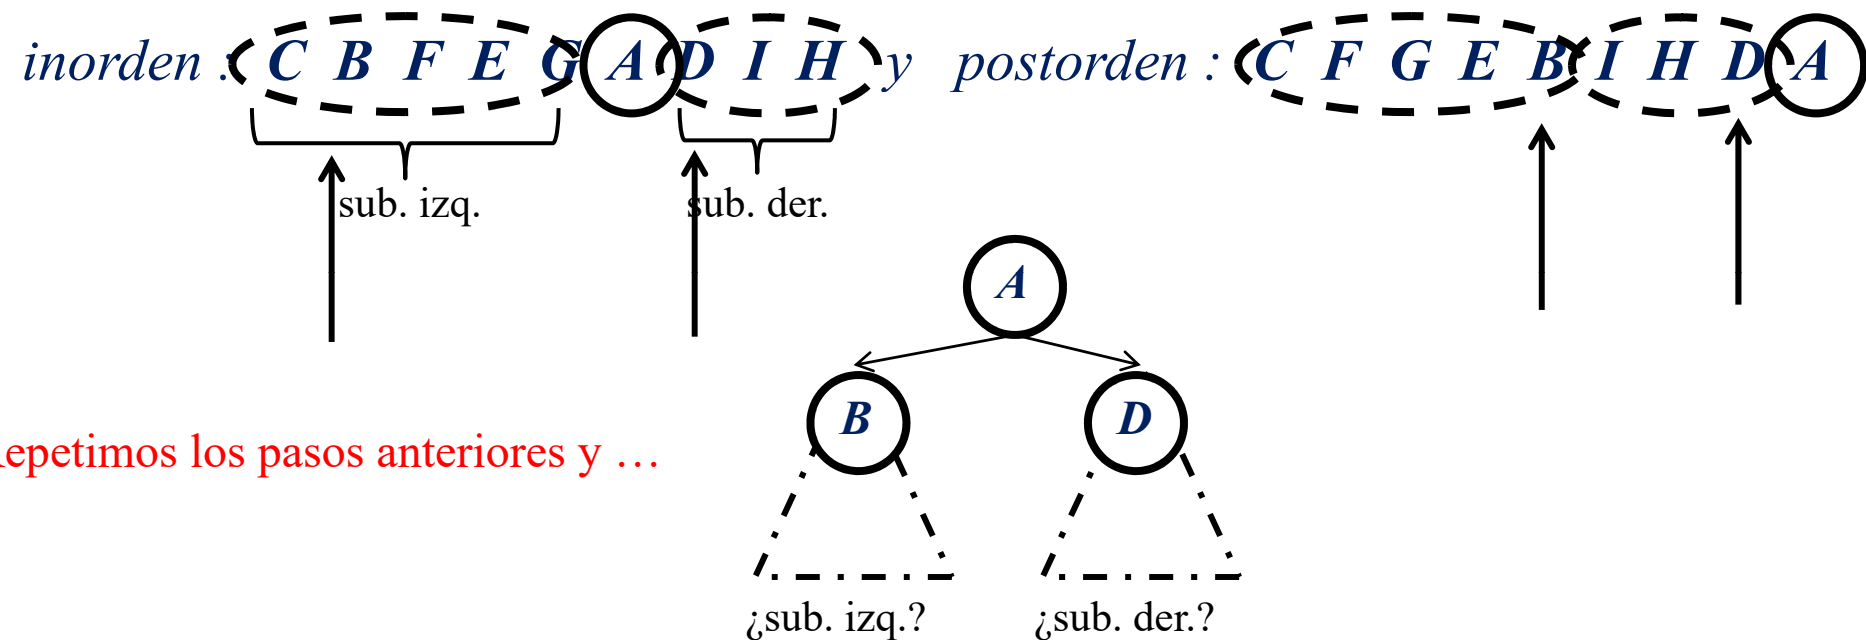 inorden : C B F E G A D I H y postorden : C F G E B I H D A
sub. izq. sub. der.
A
B D
epetimos los pasos anteriores y …
¿sub. izq.? ¿sub. der.?